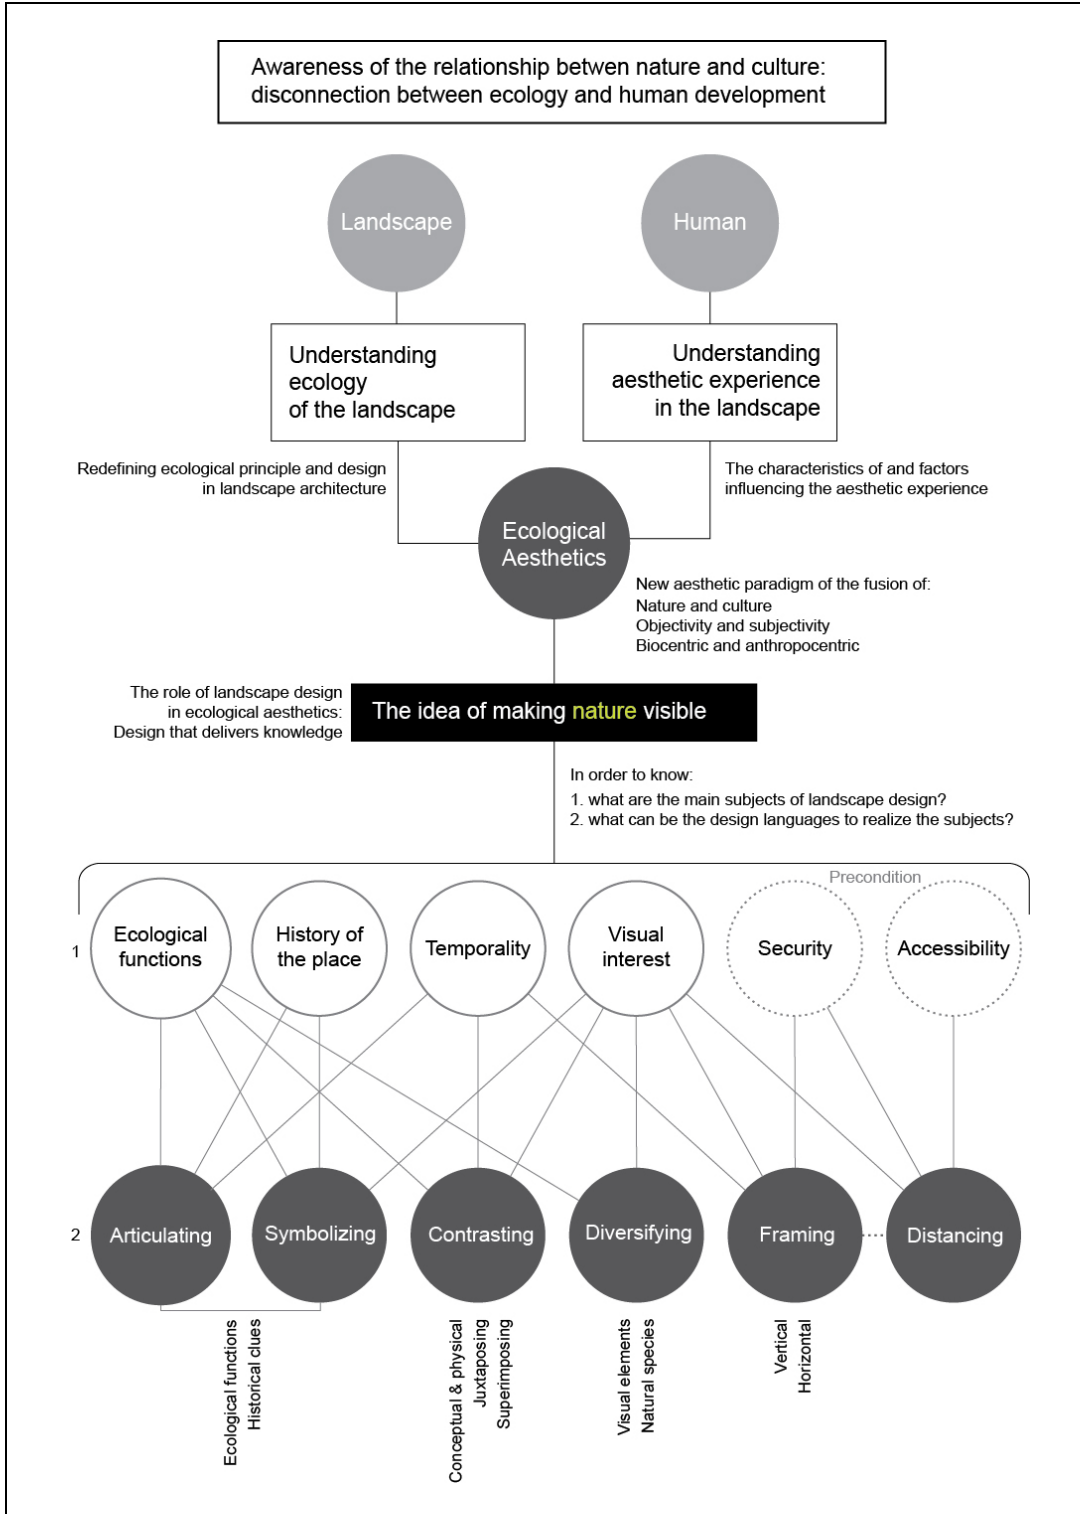 Awareness of the relationship betwen nature and culture:
disconnection between ecology and human development
Landscape
Human
Understanding
ecology
of the landscape
Understanding
aesthetic experience
in the landscape
Redefining ecological principle and design
in landscape architecture
The characteristics of and factors
influencing the aesthetic experience
Ecological
Aesthetics
New aesthetic paradigm of the fusion of:
Nature and culture
Objectivity and subjectivity
Biocentric and anthropocentric
The role of landscape design
in ecological aesthetics:
Design that delivers knowledge
The idea of making nature visible
In order to know:
1. what are the main subjects of landscape design?
2. what can be the design languages to realize the subjects?
Precondition
1
Ecological
functions
History of
the place
Temporality
Visual
interest
Security
Accessibility
2
Articulating
Symbolizing
Contrasting
Diversifying
Framing
Distancing
Ecological functions
Historical clues
Conceptual & physical
Juxtaposing
Superimposing
Visual elements
Natural species
Vertical
Horizontal